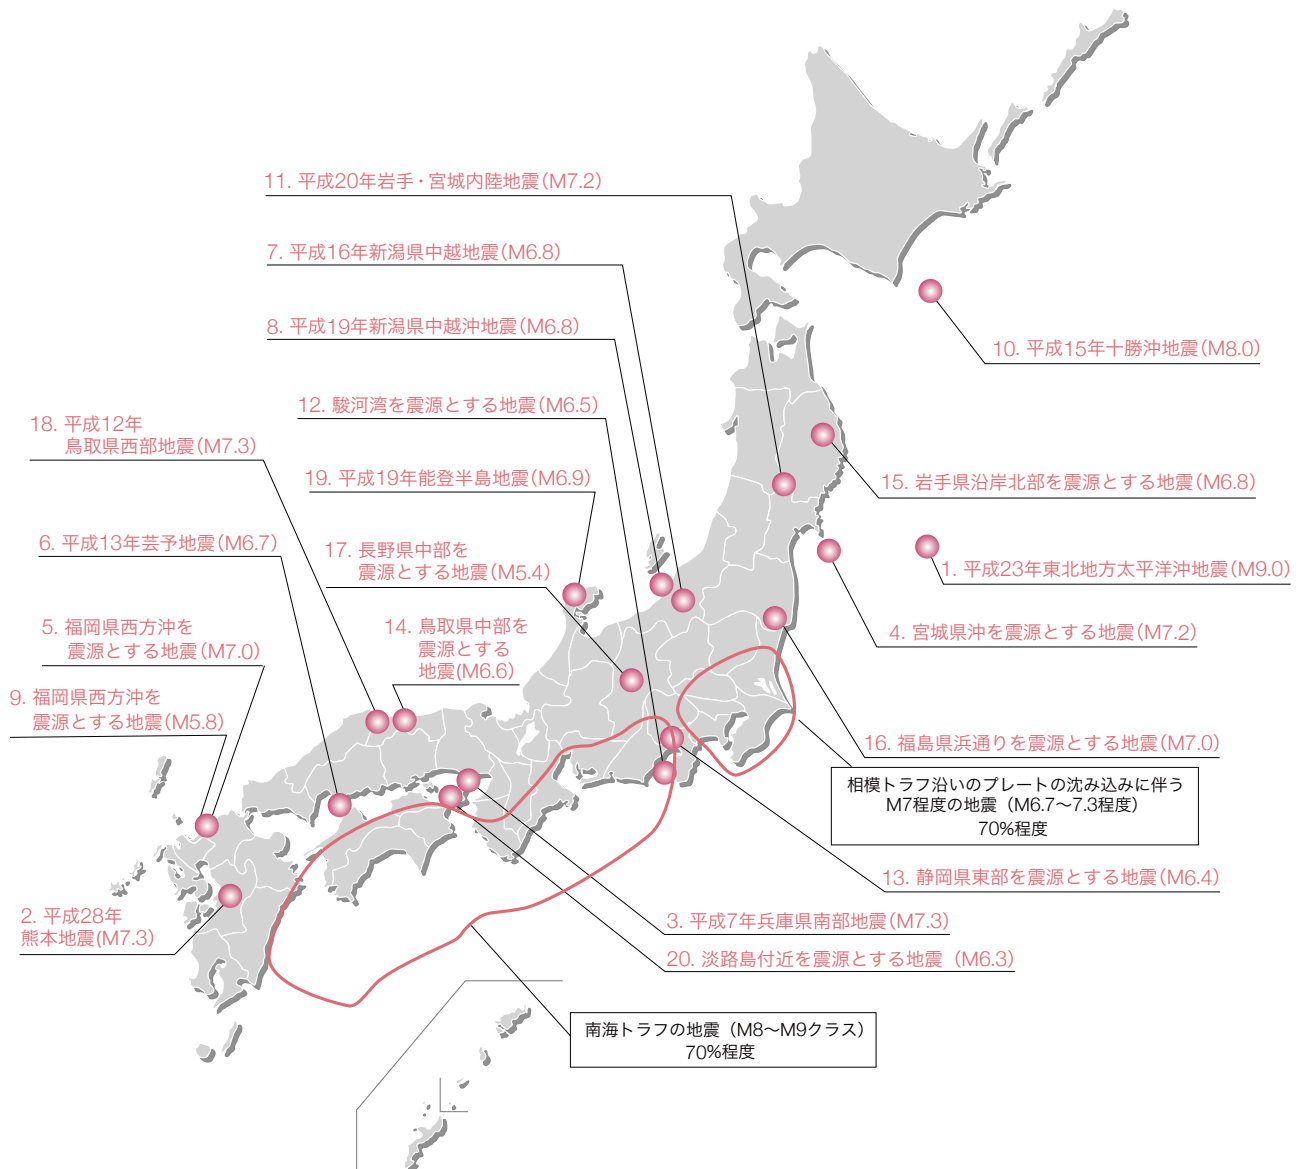 11. 平成20年岩手・宮城内陸地震(M7.2)
7. 平成16年新潟県中越地震(M6.8)
8. 平成19年新潟県中越沖地震(M6.8)
10. 平成15年十勝沖地震(M8.0)
12. 駿河湾を震源とする地震(M6.5)
18. 平成12年
鳥取県西部地震(M7.3)
19. 平成19年能登半島地震(M6.9)
15. 岩手県沿岸北部を震源とする地震(M6.8)
6. 平成13年芸予地震(M6.7)
17. 長野県中部を
震源とする地震(M5.4)
1. 平成23年東北地方太平洋沖地震(M9.0)
5. 福岡県西方沖を
震源とする地震(M7.0)
14. 鳥取県中部を
震源とする
地震(M6.6)
4. 宮城県沖を震源とする地震(M7.2)
9. 福岡県西方沖を
震源とする地震(M5.8)
16. 福島県浜通りを震源とする地震(M7.0)
相模トラフ沿いのプレートの沈み込みに伴う
M7程度の地震（M6.7〜7.3程度）
70%程度
13. 静岡県東部を震源とする地震(M6.4)
2. 平成28年
熊本地震(M7.3)
3. 平成7年兵庫県南部地震(M7.3)
20. 淡路島付近を震源とする地震（M6.3)
南海トラフの地震（M8〜M9クラス）
70%程度